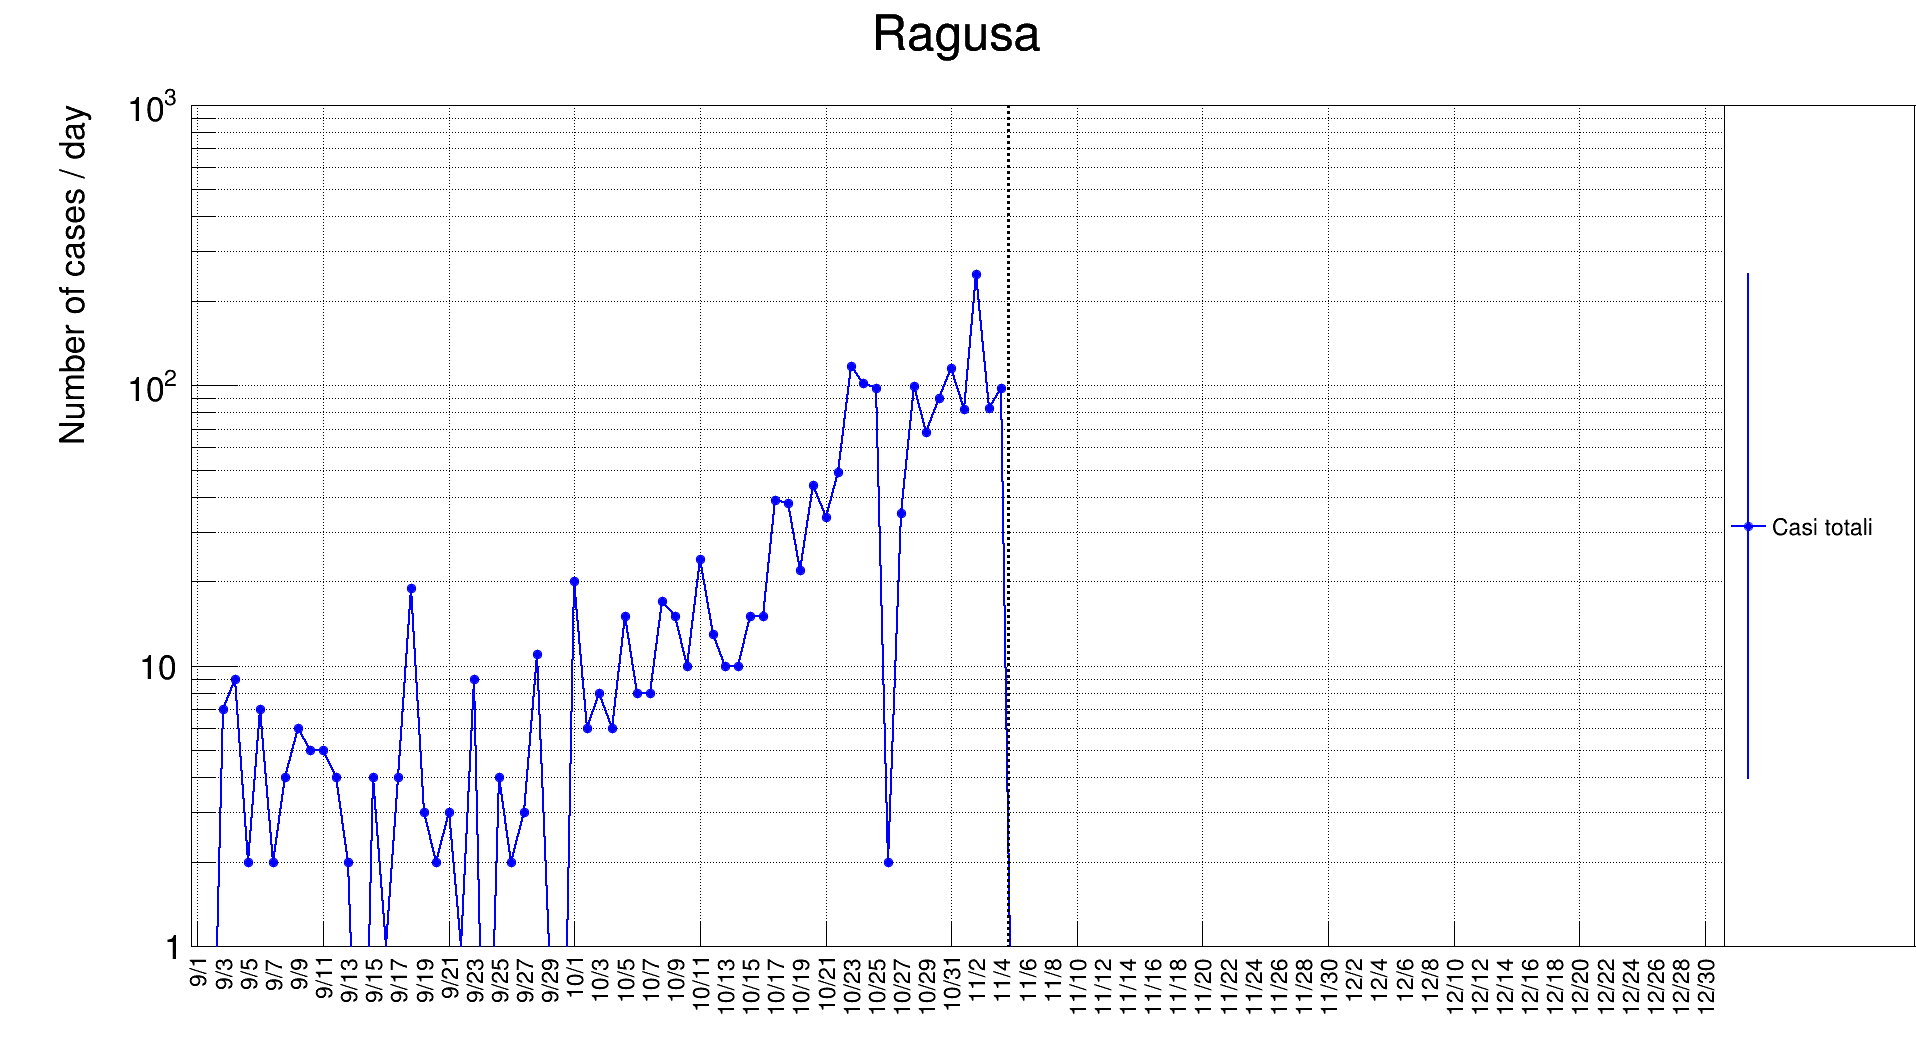 Ragusa
Number of cases / day
10³
10²
10
1
9/1 9/3 9/5 9/7 9/9 9/11 9/13 9/15 9/17 9/19 9/21 9/23 9/25 9/27 9/29 10/1 10/3 10/5 10/7 10/9 10/11 10/13 10/15 10/17 10/19 10/21 10/23 10/25 10/27 10/29 10/31 11/2 11/4 11/6 11/8 11/10 11/12 11/14 11/16 11/18 11/20 11/22 11/24 11/26 11/28 11/30 12/2 12/4 12/6 12/8 12/10 12/12 12/14 12/16 12/18 12/20 12/22 12/24 12/26 12/28 12/30
Casi totali